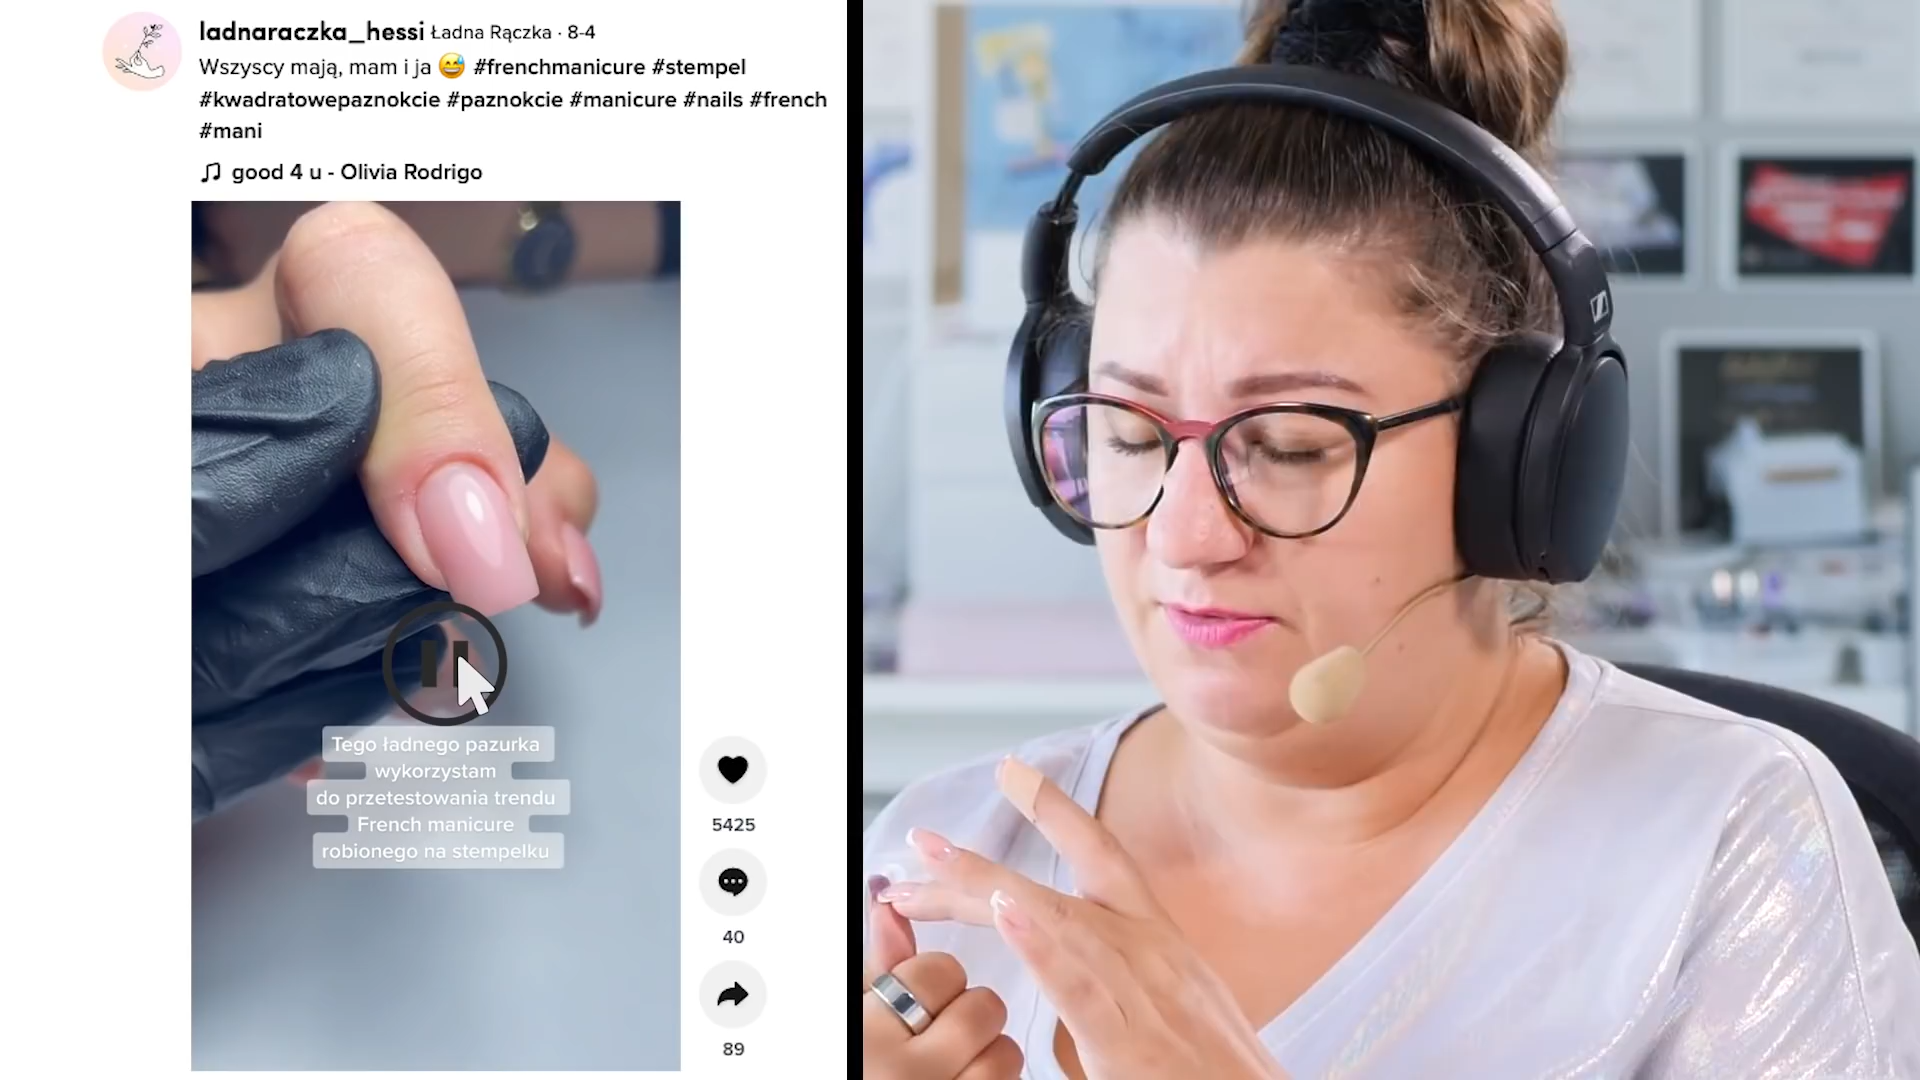 ladnaraczka_hessi Ładna Rączka · 8-4
Wszyscy mają, mam i ja 😅 #frenchmanicure #stempel
#kwadratowepaznokcie #paznokcie #manicure #nails #french
#mani
good 4 u - Olivia Rodrigo
Tego ładnego pazurka
wykorzystam
do przetestowania trendu
French manicure
robionego na stempelku
5425
40
89